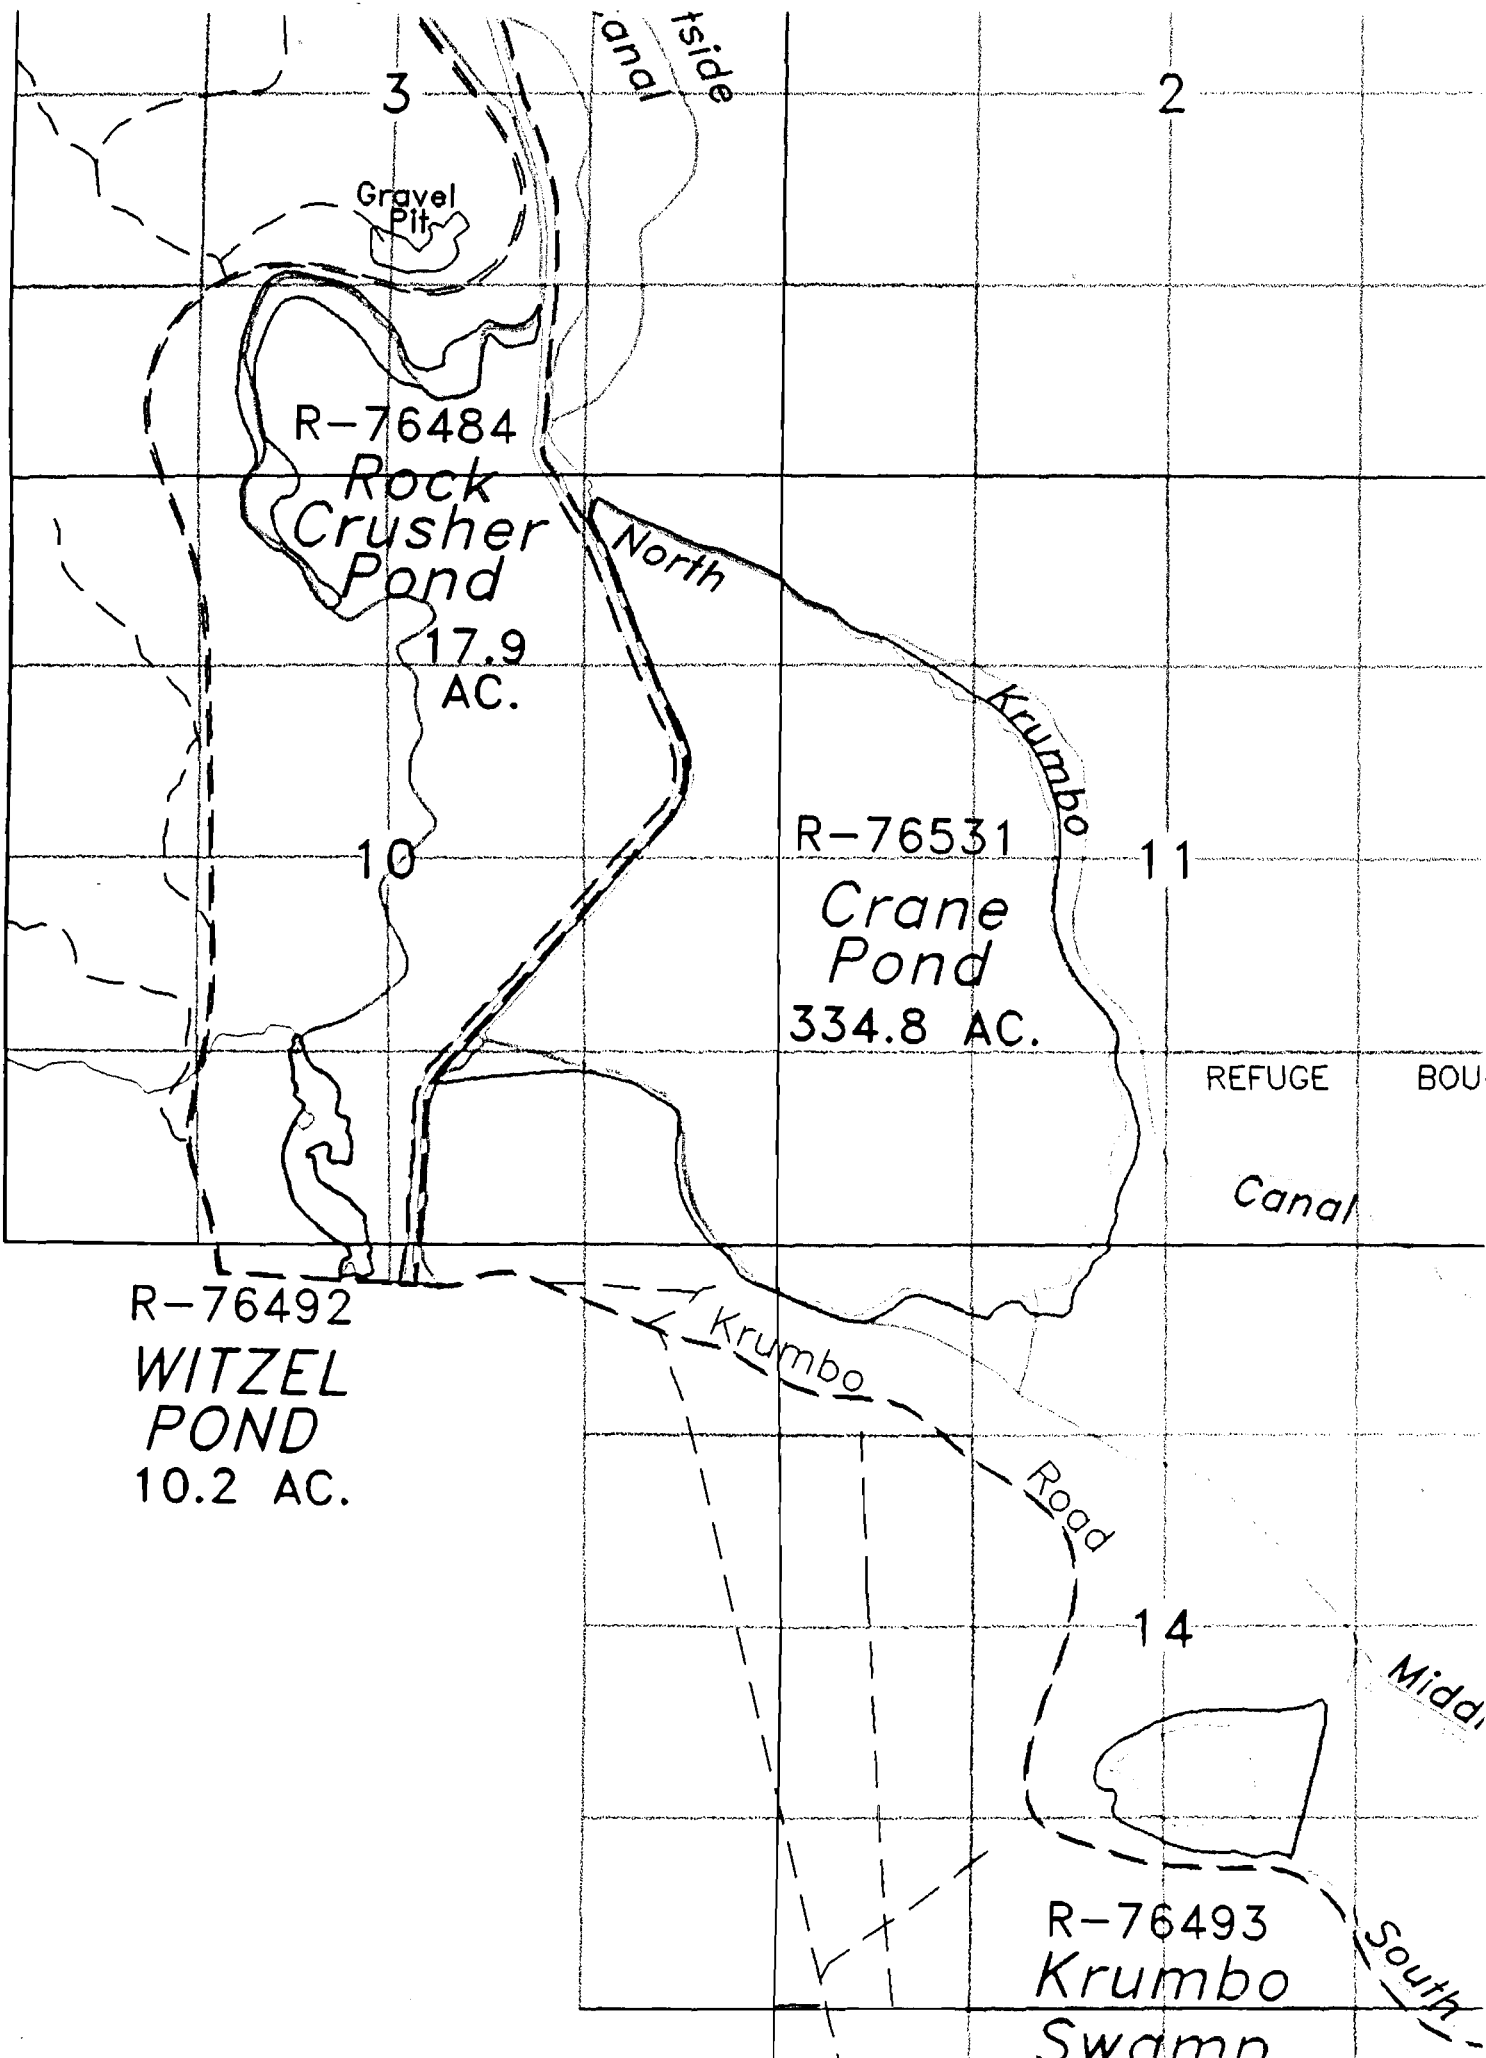 anal
tside
3
2
Gravel
Pit
R-76484
Rock
Crusher
Pond
17.9
AC.
North
Krumbo
10
R-76531
11
Crane
Pond
334.8 AC.
REFUGE BOU
Canal
R-76492
WITZEL
POND
10.2 AC.
Krumbo
Road
14
Middl
R-76493
Krumbo
Swamp
South